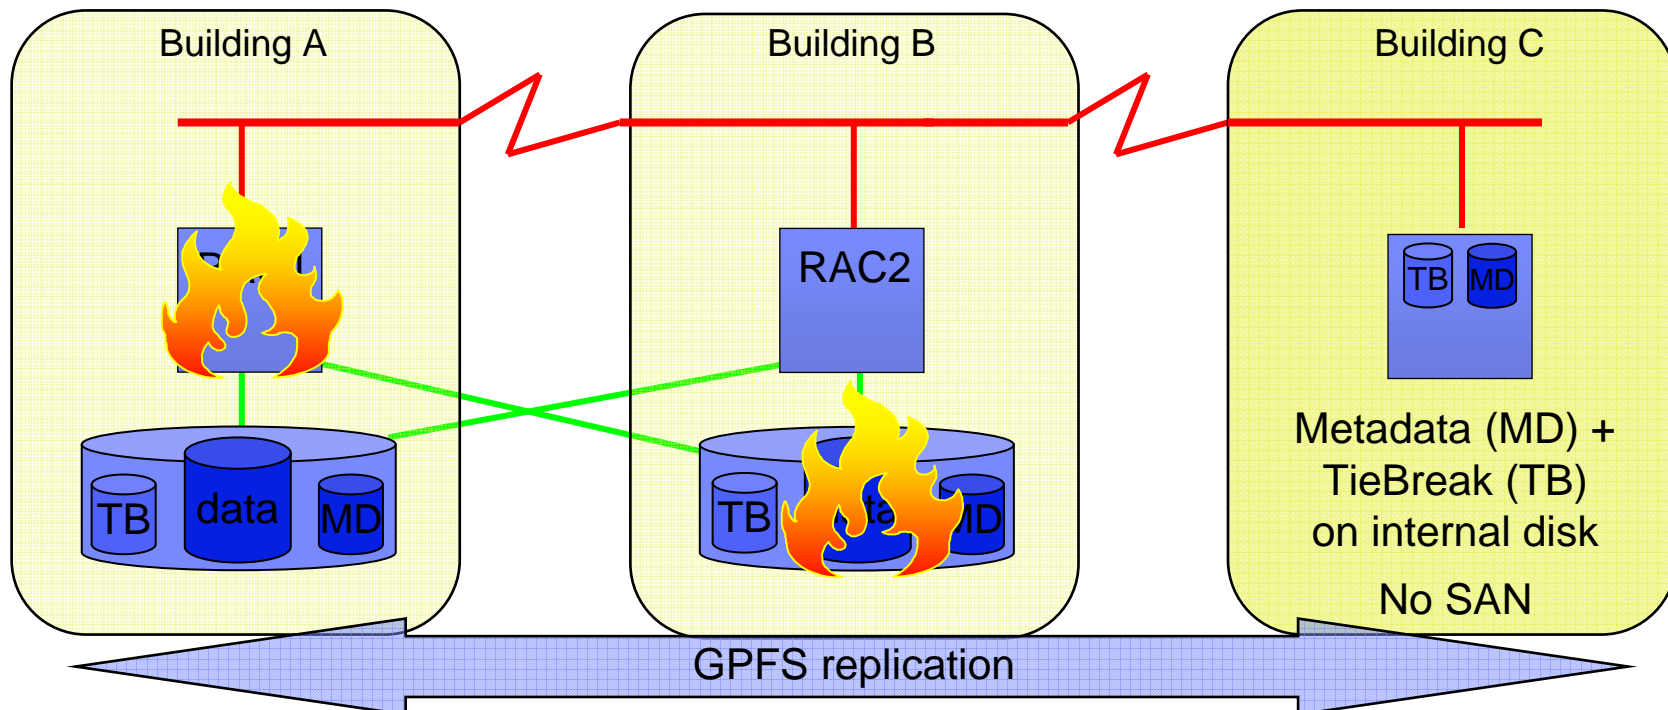 Building A
Building B
Building C
RAC2
TB
MD
TB
data
MD
TB
MD
Metadata (MD) +
TieBreak (TB)
on internal disk
No SAN
GPFS replication